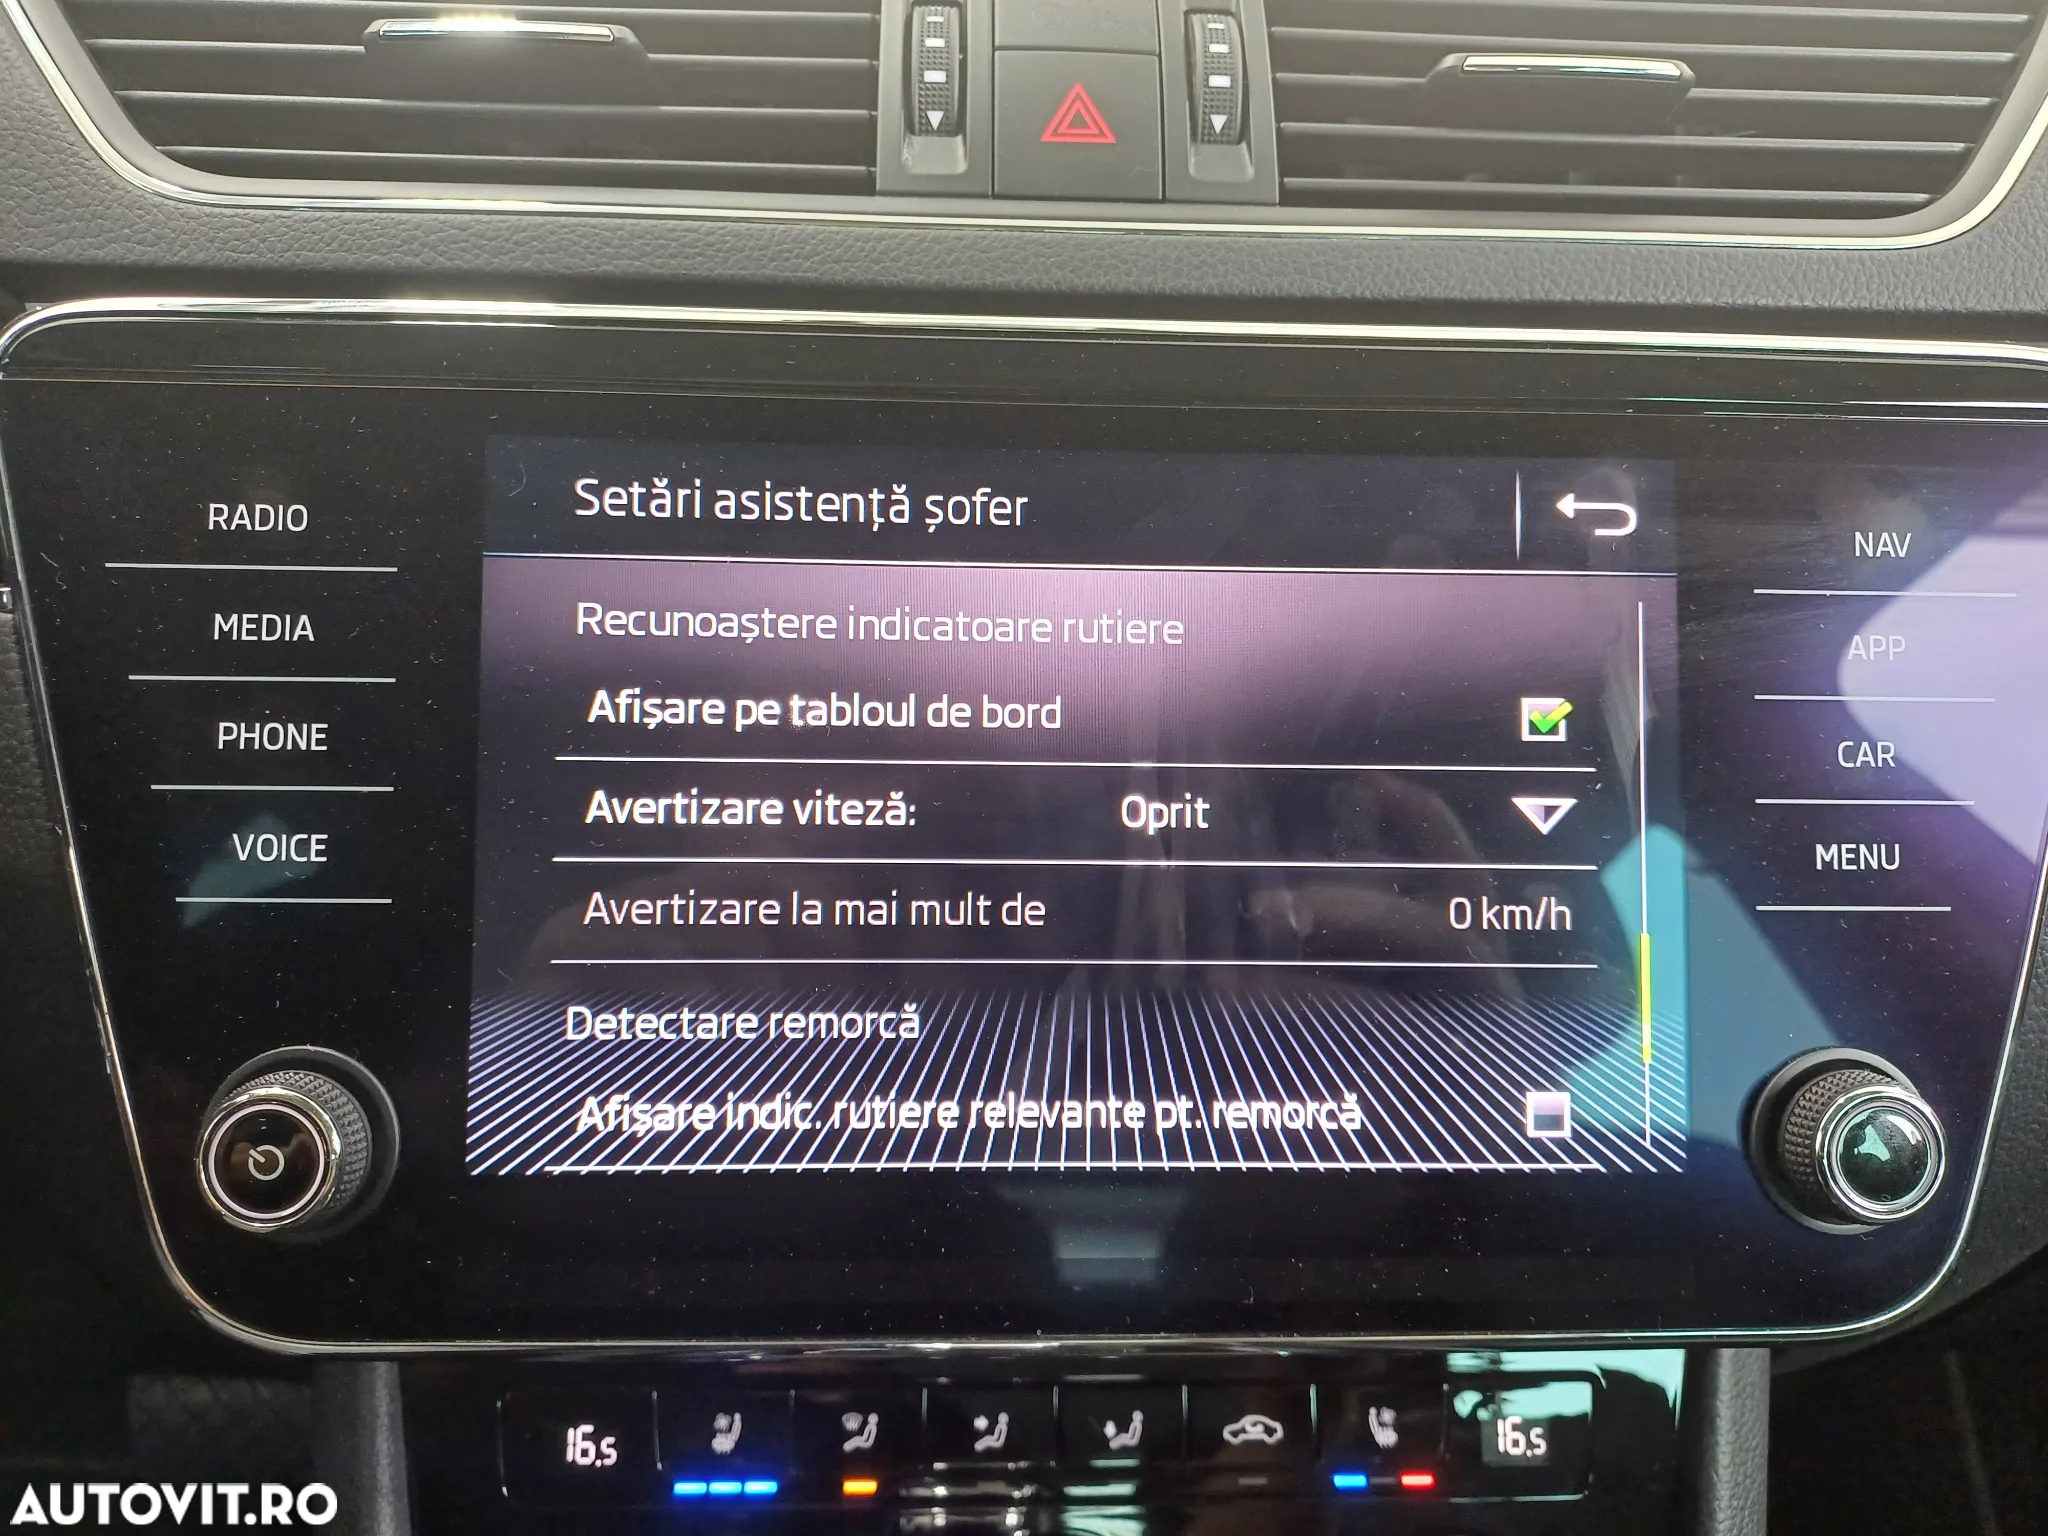 RADIO
MEDIA
PHONE
VOICE
Setări asistență șofer
Recunoaștere indicatoare rutiere
Afișare pe tabloul de bord
Avertizare viteză: Oprit
Avertizare la mai mult de 0 km/h
Detectare remorcă
Afișare indic. rutiere relevante pt. remorcă
NAV
APP
CAR
MENU
16.5
16.5
AUTOVIT.RO